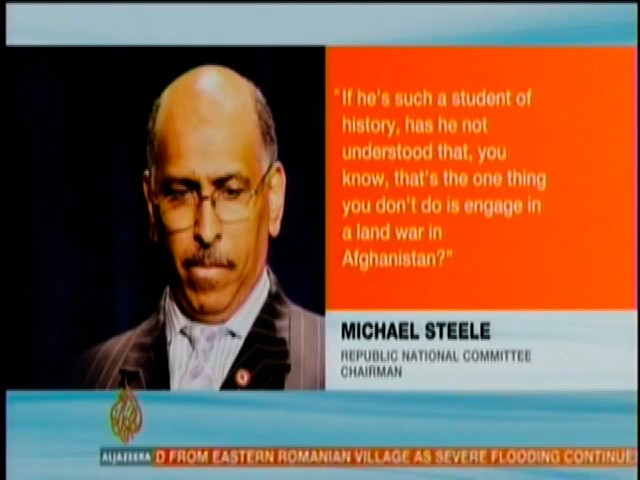 "If he's such a student of
history, has he not
understood that, you
know, that's the one thing
you don't do is engage in
a land war in
Afghanistan?"
MICHAEL STEELE
REPUBLIC NATIONAL COMMITTEE
CHAIRMAN
ALJAZEERA D FROM EASTERN ROMANIAN VILLAGE AS SEVERE FLOODING CONTINUE